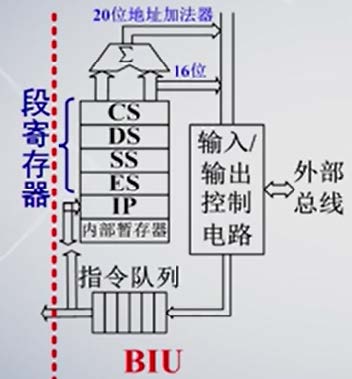 20位地址加法器
Σ
16位
段寄存器
CS
DS
SS
ES
IP
内部暂存器
输入/
输出
控制
电路
外部
总线
指令队列
BIU